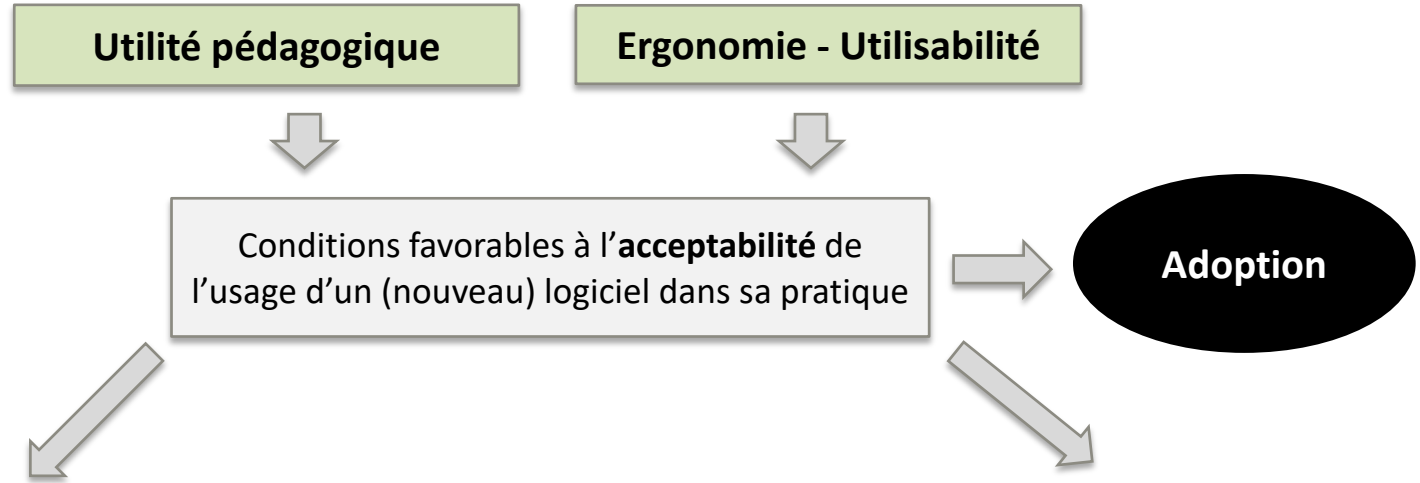 Utilité pédagogique
Ergonomie - Utilisabilité
Conditions favorables à l’acceptabilité de
l’usage d’un (nouveau) logiciel dans sa pratique
Adoption